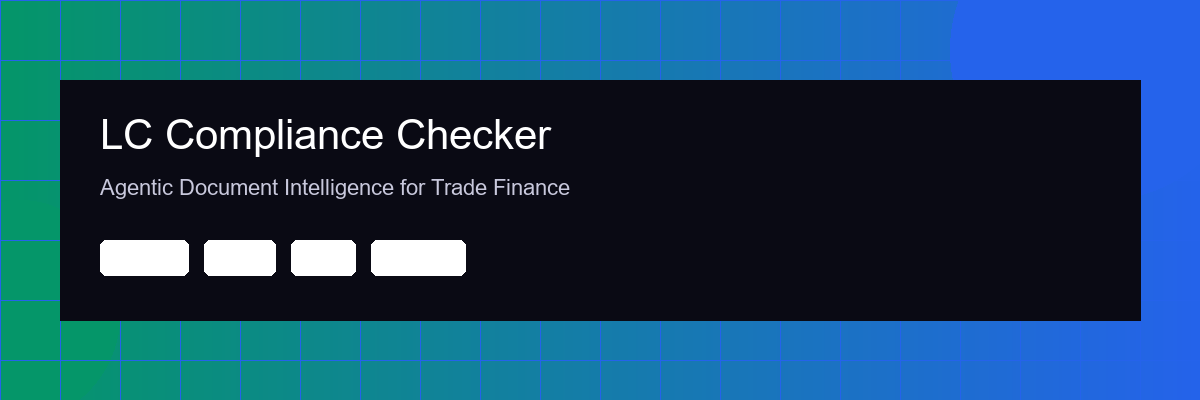 LC Compliance Checker
Agentic Document Intelligence for Trade Finance